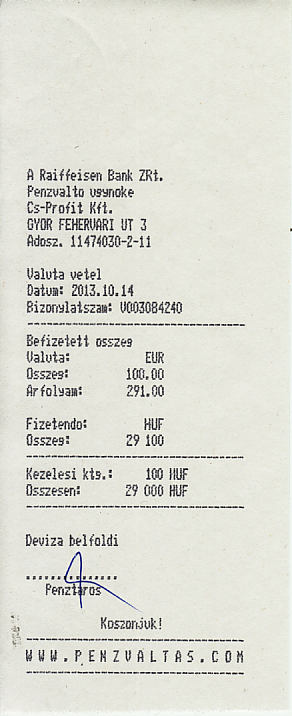 A Raiffeisen Bank ZRt.
Penzvalto ugynoke
Cs-Profit Kft.
GYOR FEHERVARI UT 3
Adosz. 11474030-2-11
Valuta vetel
Datum: 2013.10.14
Bizonylatszam: V003084240
Befizetett osszeg
Valuta: EUR
Osszeg: 100.00
Arfolyam: 291.00
Fizetendo: HUF
Osszeg: 29 100
Kezelesi ktg.: 100 HUF
Osszesen: 29 000 HUF
Deviza belfoldi
Penztaros
Koszonjuk!
WWW.PENZVALTAS.COM